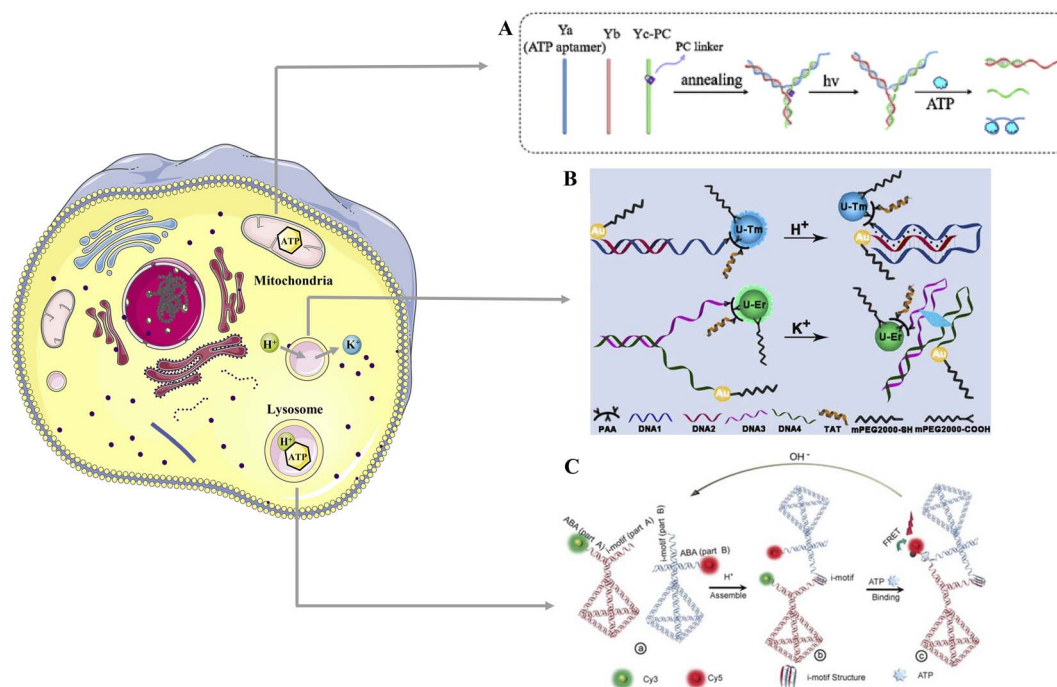 A
Ya
(ATP aptamer)
Yb
Yc-PC
PC linker
annealing
hv
ATP
ATP
Mitochondria
H⁺
K⁺
Lysosome
H⁺
ATP
B
Au
U-Tm
H⁺
U-Tm
Au
U-Er
Au
K⁺
U-Er
Au
PAA
DNA1
DNA2
DNA3
DNA4
TAT
mPEG2000-SH
mPEG2000-COOH
C
OH⁻
ABA (part A)
i-motif (part A)
i-motif (part B)
ABA (part B)
H⁺
Assemble
i-motif
ATP
Binding
FRET
a
b
c
Cy3
Cy5
i-motif Structure
ATP